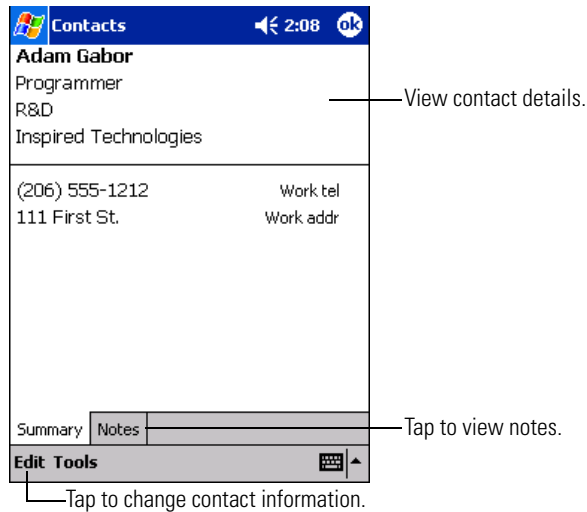 Contacts 2:08 ok
Adam Gabor
Programmer
View contact details.
R&D
Inspired Technologies
(206) 555-1212 Work tel
111 First St. Work addr
Summary Notes
Tap to view notes.
Edit Tools
Tap to change contact information.